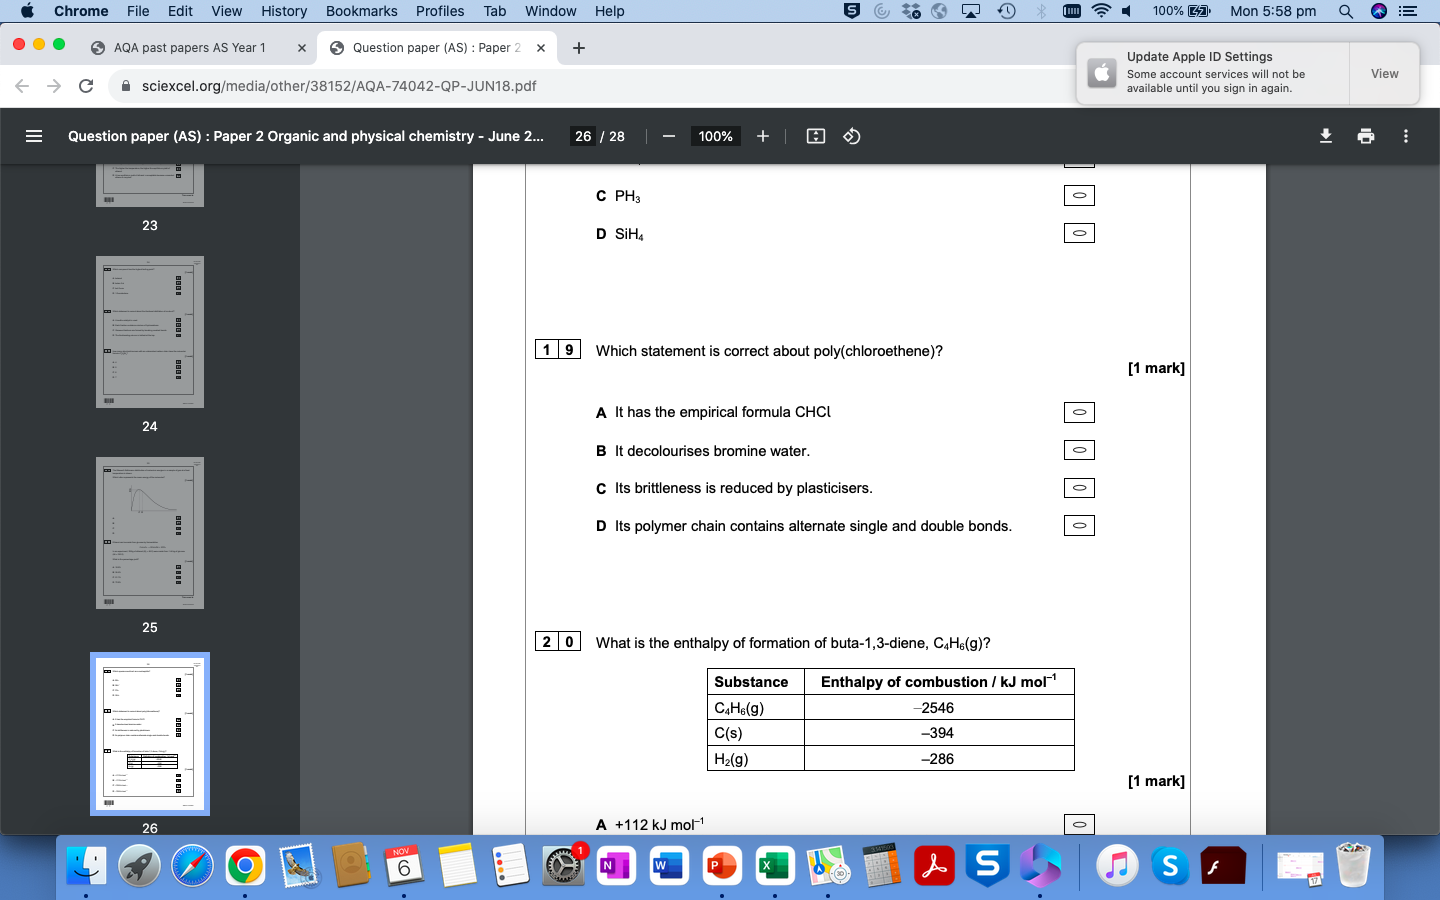 Chrome File Edit View History Bookmarks Profiles Tab Window Help 100% Mon 5:58 pm
AQA past papers AS Year 1
Question paper (AS) : Paper 2
Update Apple ID Settings
Some account services will not be
available until you sign in again.
View
sciexcel.org/media/other/38152/AQA-74042-QP-JUN18.pdf
Question paper (AS) : Paper 2 Organic and physical chemistry - June 2... 26 / 28 100%
23
24
25
26
C PH₃
D SiH₄
1 9 Which statement is correct about poly(chloroethene)?
[1 mark]
A It has the empirical formula CHCl
B It decolourises bromine water.
C Its brittleness is reduced by plasticisers.
D Its polymer chain contains alternate single and double bonds.
2 0 What is the enthalpy of formation of buta-1,3-diene, C₄H₆(g)?
Substance Enthalpy of combustion / kJ mol⁻¹
C₄H₆(g) –2546
C(s) –394
H₂(g) –286
[1 mark]
A +112 kJ mol⁻¹
NOV
6
1
N
W
P
X
3D
S
S
17